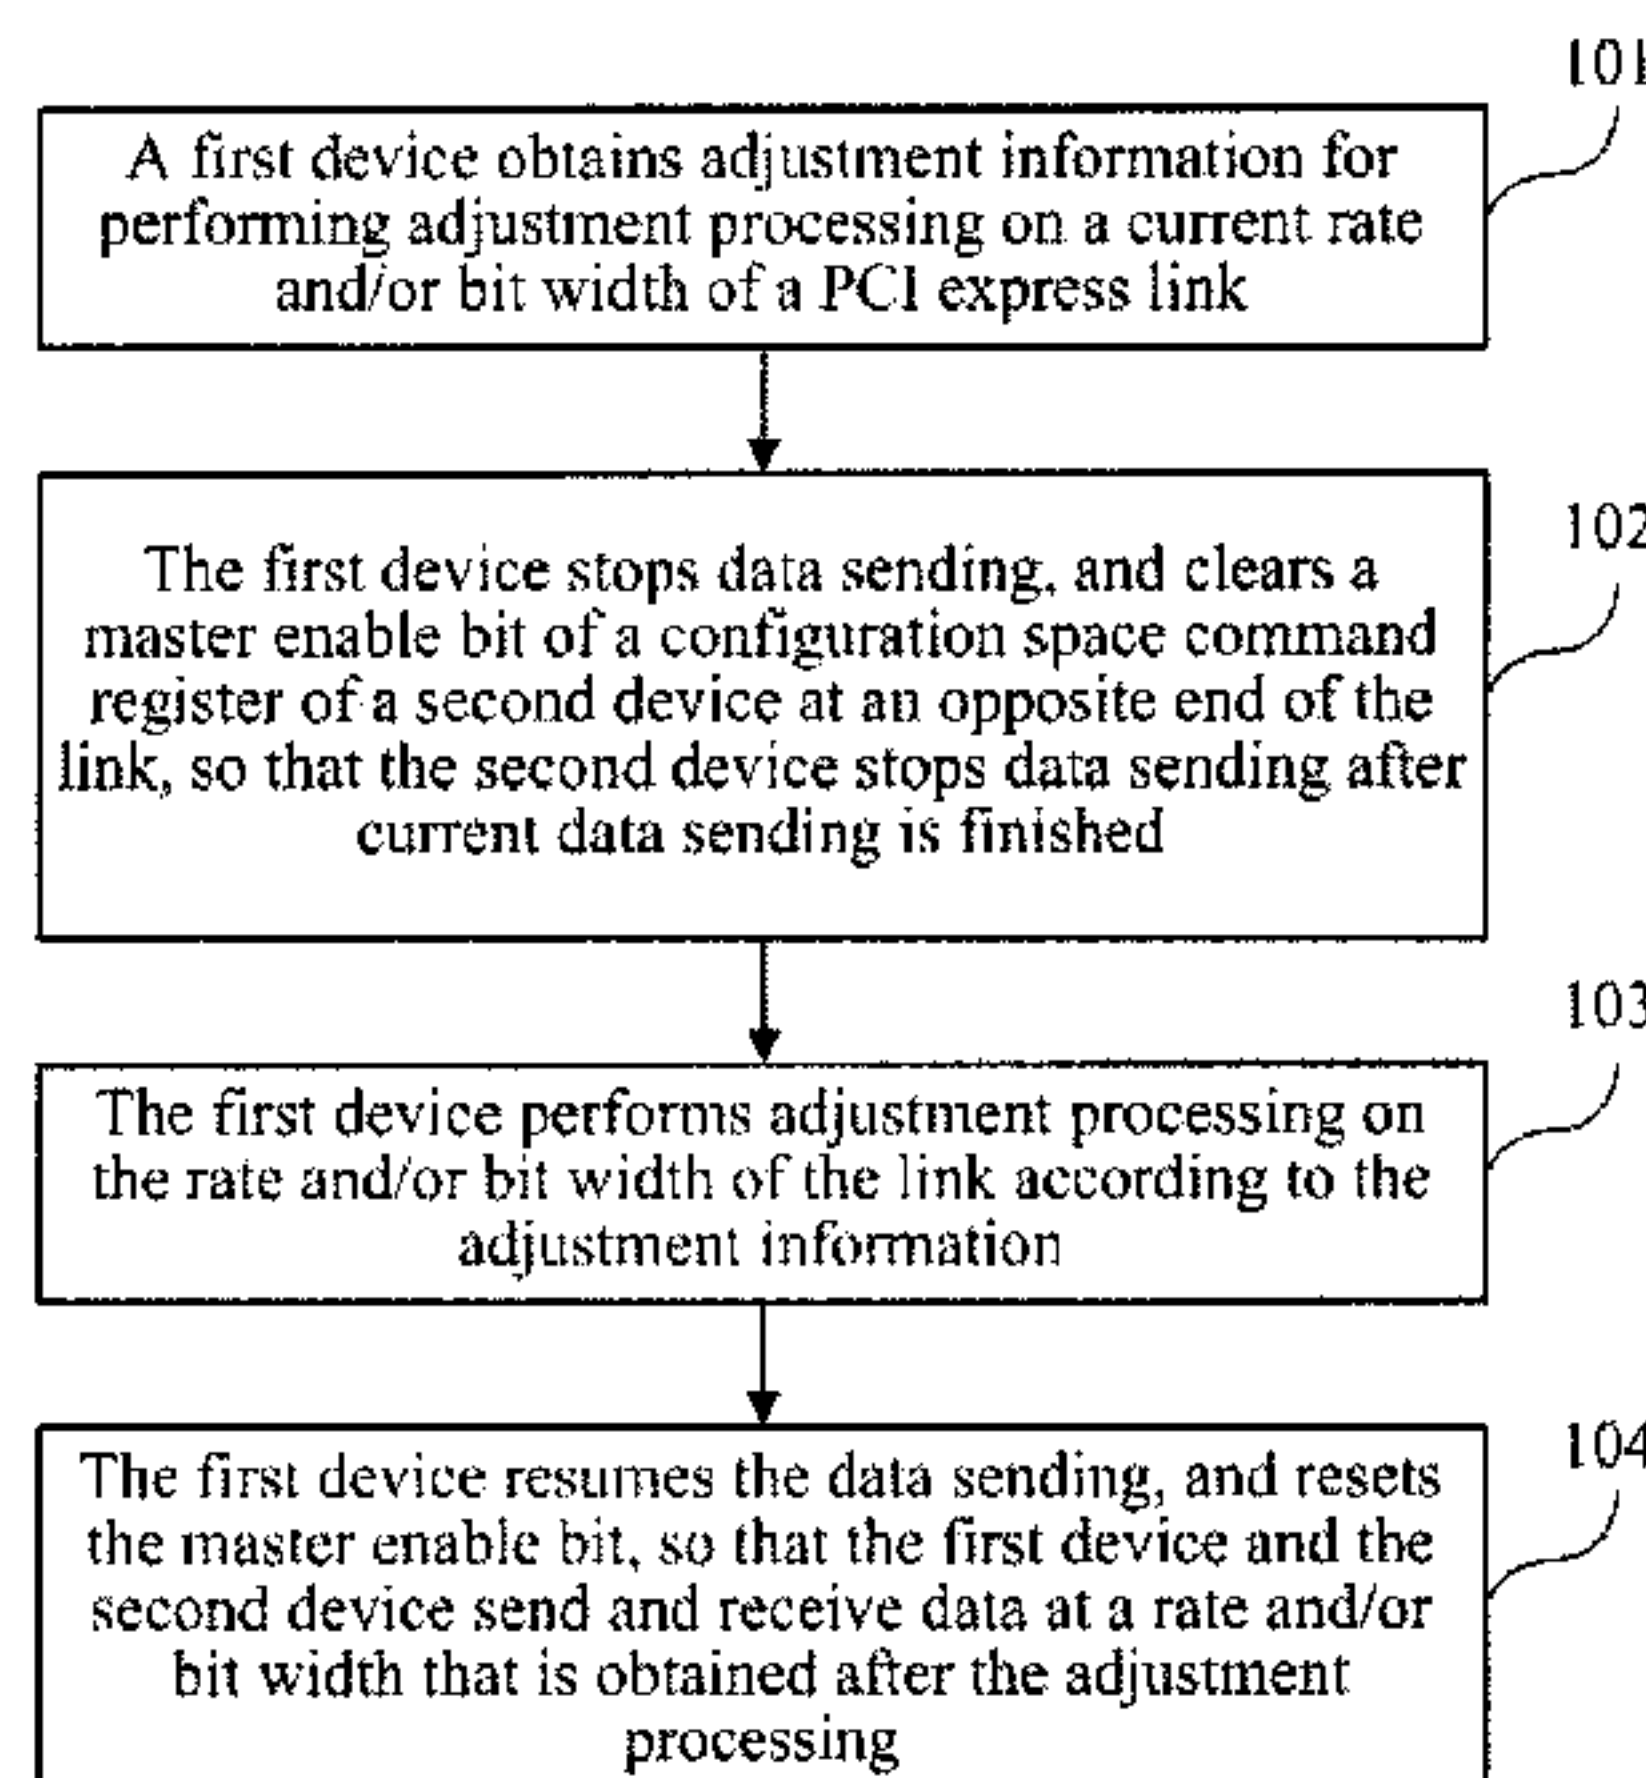 101
A first device obtains adjustment information for
performing adjustment processing on a current rate
and/or bit width of a PCI express link
102
The first device stops data sending, and clears a
master enable bit of a configuration space command
register of a second device at an opposite end of the
link, so that the second device stops data sending after
current data sending is finished
103
The first device performs adjustment processing on
the rate and/or bit width of the link according to the
adjustment information
104
The first device resumes the data sending, and resets
the master enable bit, so that the first device and the
second device send and receive data at a rate and/or
bit width that is obtained after the adjustment
processing